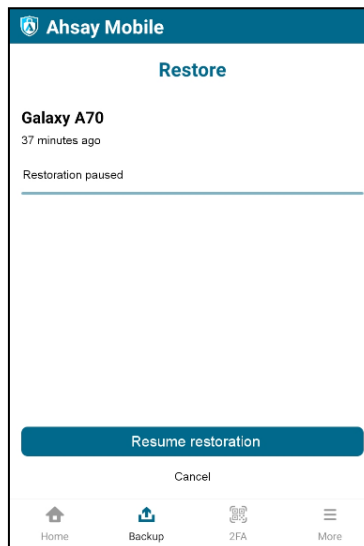 Ahsay Mobile
Restore
Galaxy A70
37 minutes ago
Restoration paused
Resume restoration
Cancel
Home Backup 2FA More